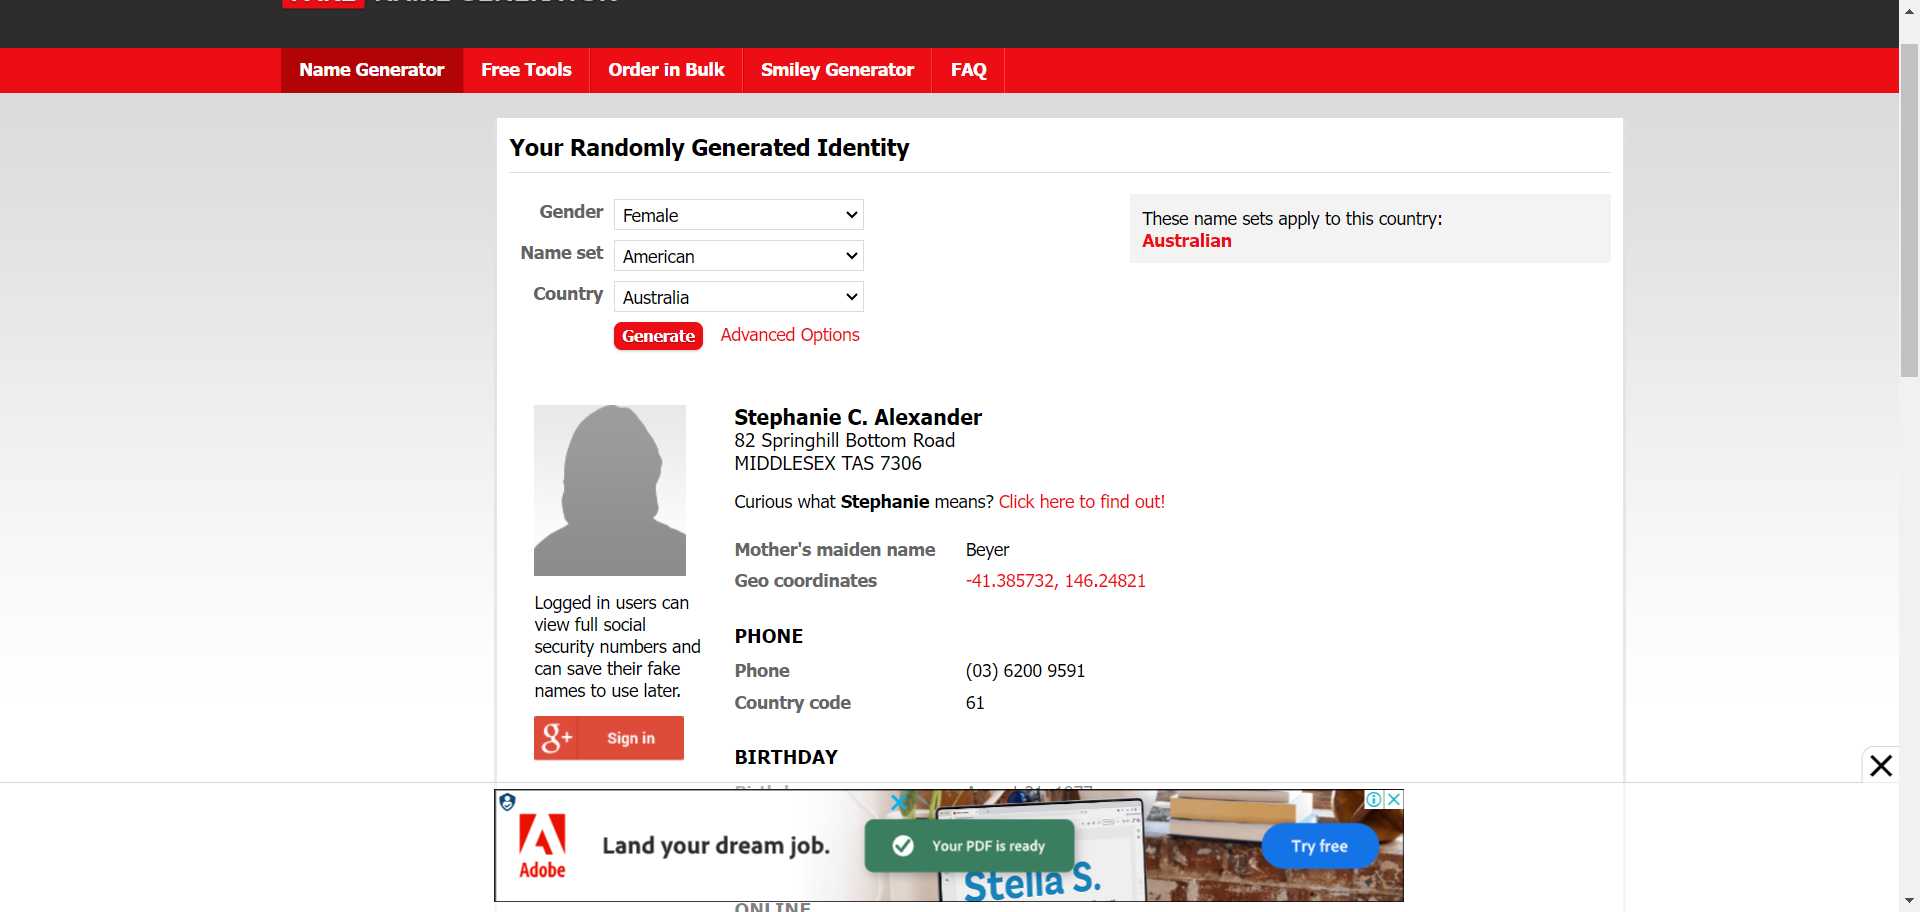 FAKE NAME GENERATOR
Name Generator
Free Tools
Order in Bulk
Smiley Generator
FAQ
Your Randomly Generated Identity
Gender
Female
Name set
American
Country
Australia
Generate
Advanced Options
These name sets apply to this country:
Australian
Stephanie C. Alexander
82 Springhill Bottom Road
MIDDLESEX TAS 7306
Curious what Stephanie means? Click here to find out!
Mother's maiden name Beyer
Geo coordinates -41.385732, 146.24821
Logged in users can
view full social
security numbers and
can save their fake
names to use later.
g+ Sign in
PHONE
Phone (03) 6200 9591
Country code 61
BIRTHDAY
Adobe
Land your dream job.
Your PDF is ready
Stella S.
Try free
ONLINE